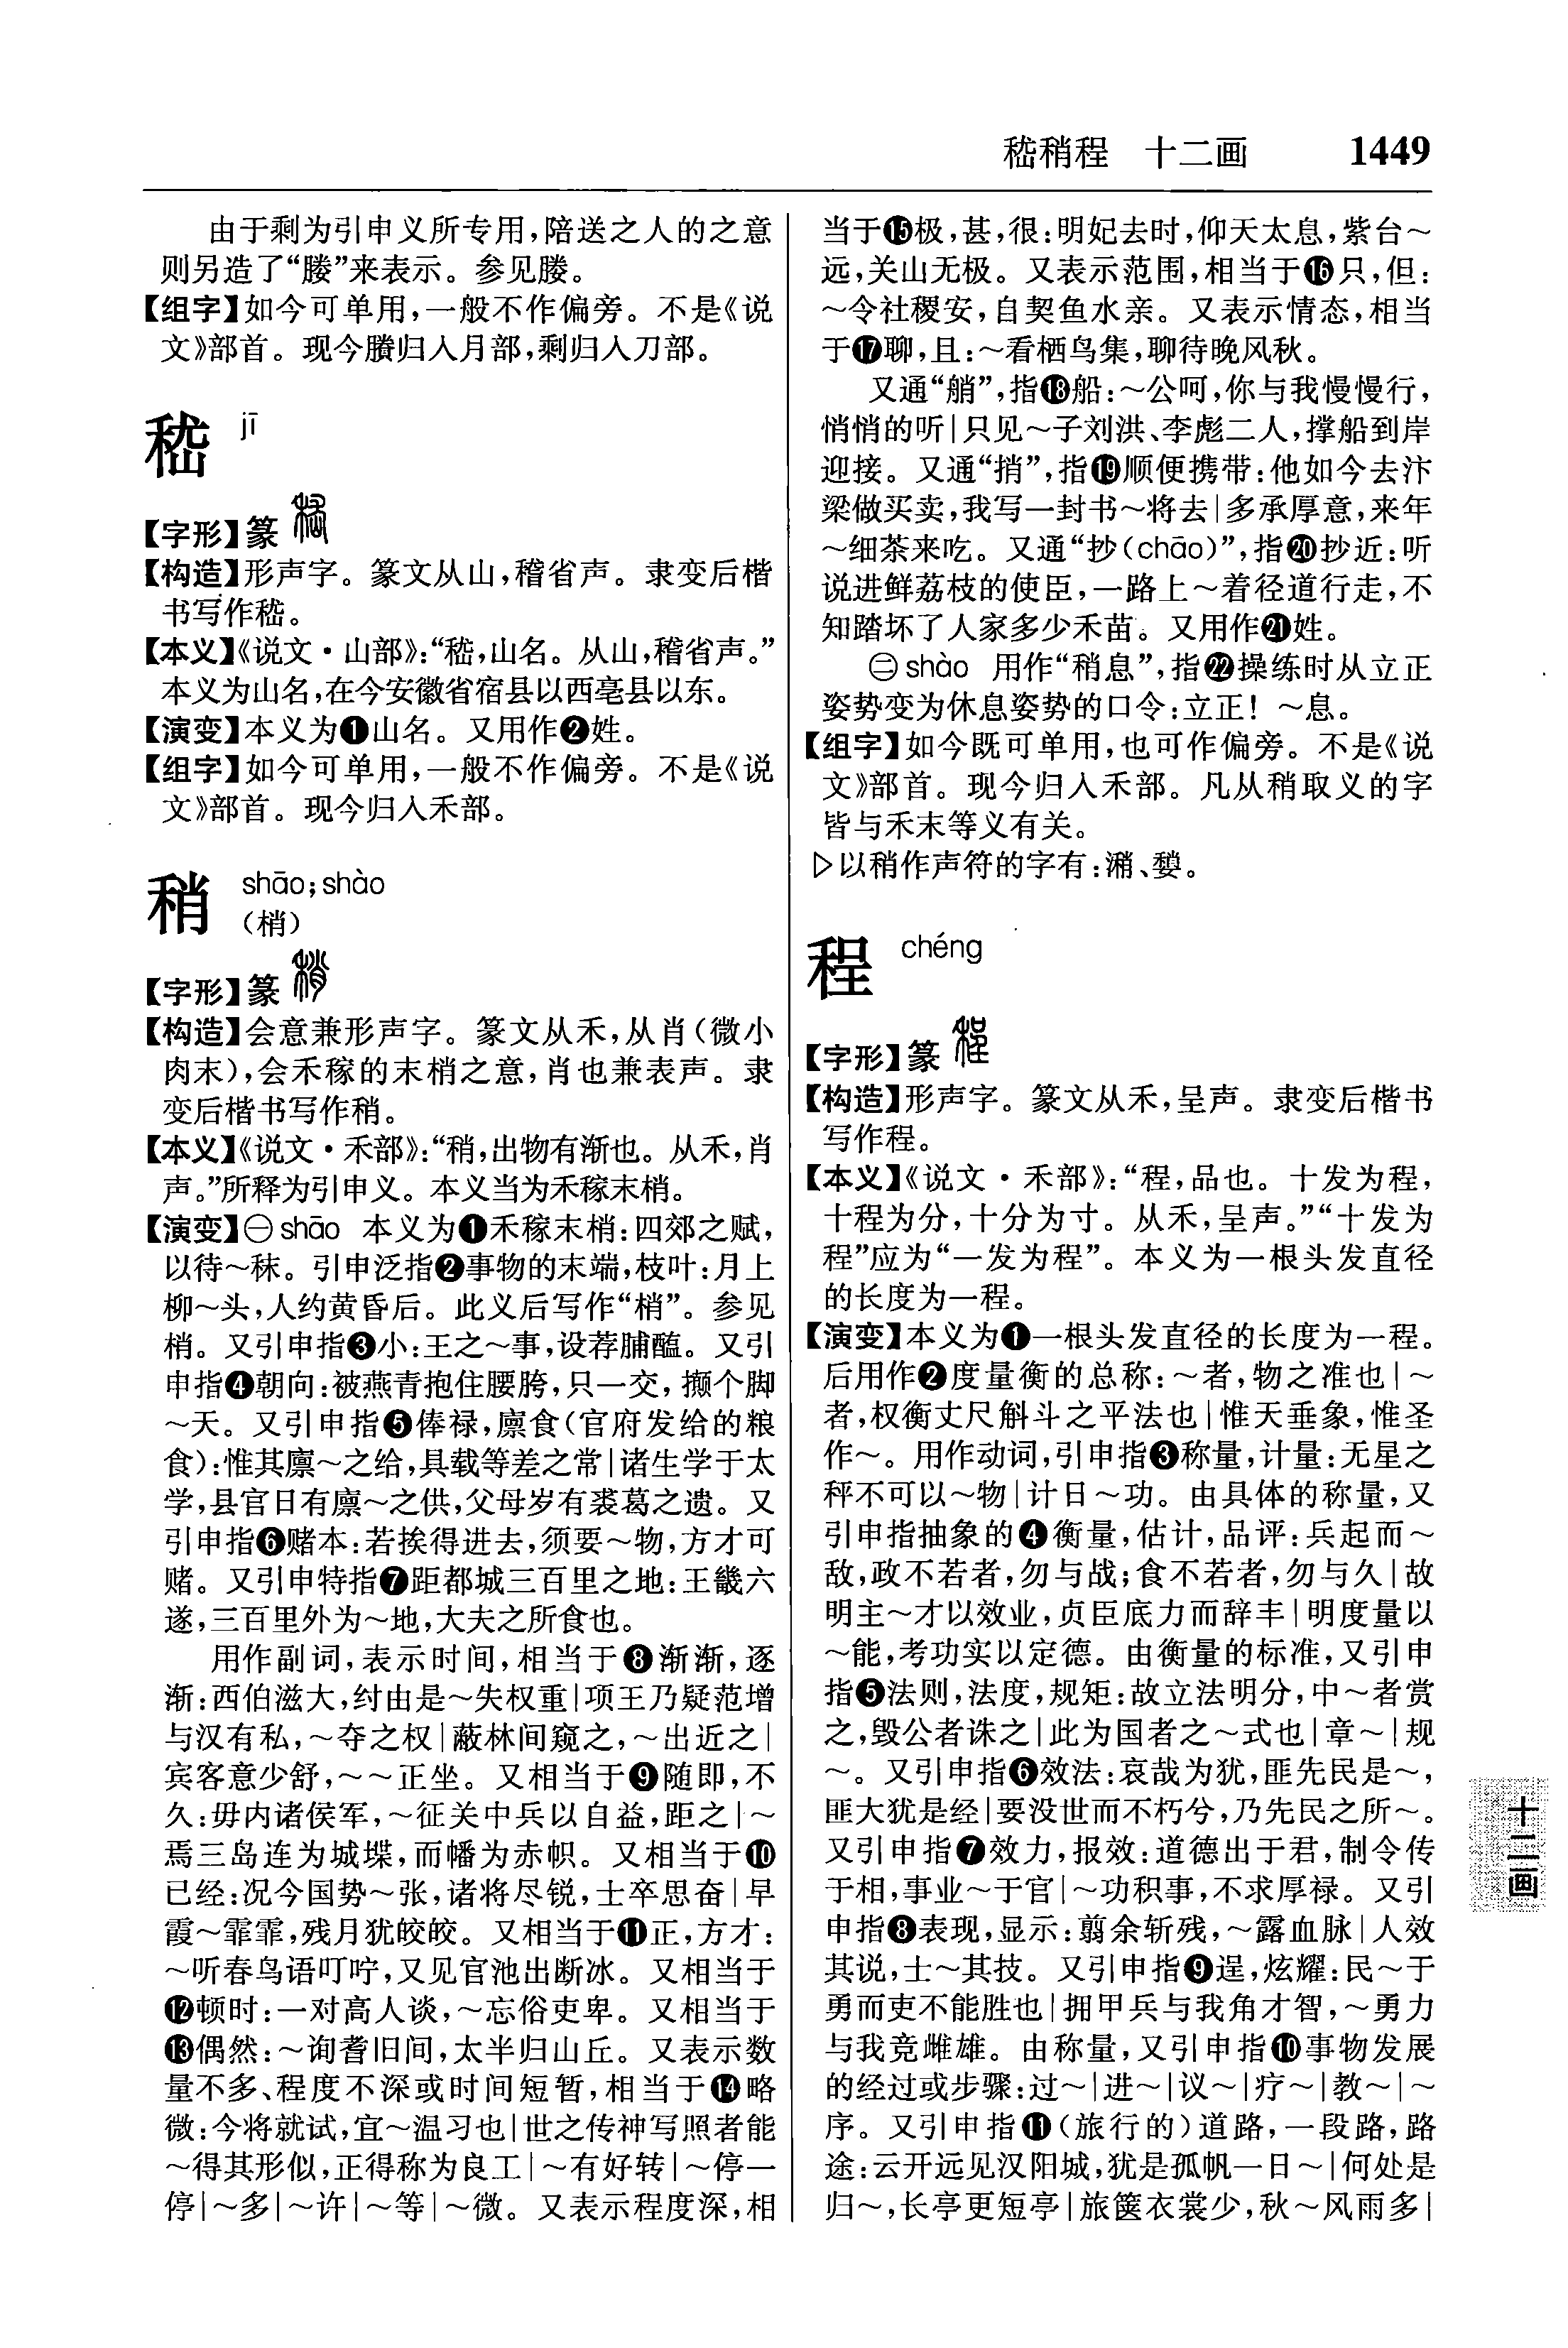 嵇稍程　十二画　1449
由于剩为引申义所专用,陪送之人的之意
则另造了“媵”来表示。参见媵。
【组字】如今可单用,一般不作偏旁。不是《说
文》部首。现今賸归入月部,剩归入刀部。
嵇 jī
【字形】篆
【构造】形声字。篆文从山,稽省声。隶变后楷
书写作嵇。
【本义】《说文·山部》:“嵇,山名。从山,稽省声。”
本义为山名,在今安徽省宿县以西亳县以东。
【演变】本义为❶山名。又用作❷姓。
【组字】如今可单用,一般不作偏旁。不是《说
文》部首。现今归入禾部。
稍 shāo;shào
(梢)
【字形】篆
【构造】会意兼形声字。篆文从禾,从肖(微小
肉末),会禾稼的末梢之意,肖也兼表声。隶
变后楷书写作稍。
【本义】《说文·禾部》:“稍,出物有渐也。从禾,肖
声。”所释为引申义。本义当为禾稼末梢。
【演变】㊀shāo 本义为❶禾稼末梢:四郊之赋,
以待～秣。引申泛指❷事物的末端,枝叶:月上
柳～头,人约黄昏后。此义后写作“梢”。参见
梢。又引申指❸小:王之～事,设荐脯醢。又引
申指❹朝向:被燕青抱住腰胯,只一交,攧个脚
～天。又引申指❺俸禄,廪食(官府发给的粮
食):惟其廪～之给,具载等差之常|诸生学于太
学,县官日有廪～之供,父母岁有裘葛之遗。又
引申指❻赌本:若挨得进去,须要～物,方才可
赌。又引申特指❼距都城三百里之地:王畿六
遂,三百里外为～地,大夫之所食也。
用作副词,表示时间,相当于❽渐渐,逐
渐:西伯滋大,纣由是～失权重|项王乃疑范增
与汉有私,～夺之权|蔽林间窥之,～出近之|
宾客意少舒,～～正坐。又相当于❾随即,不
久:毋内诸侯军,～征关中兵以自益,距之|～
焉三岛连为城堞,而幡为赤帜。又相当于❿
已经:况今国势～张,诸将尽锐,士卒思奋|早
霞～霏霏,残月犹皎皎。又相当于⓫正,方才:
～听春鸟语叮咛,又见官池出断冰。又相当于
⓬顿时:一对高人谈,～忘俗吏卑。又相当于
⓭偶然:～询耆旧间,太半归山丘。又表示数
量不多、程度不深或时间短暂,相当于⓮略
微:今将就试,宜～温习也|世之传神写照者能
～得其形似,正得称为良工|～有好转|～停一
停|～多|～许|～等|～微。又表示程度深,相
当于⓯极,甚,很:明妃去时,仰天太息,紫台～
远,关山无极。又表示范围,相当于⓰只,但:
～令社稷安,自契鱼水亲。又表示情态,相当
于⓱聊,且:～看栖鸟集,聊待晚风秋。
又通“艄”,指⓲船:～公呵,你与我慢慢行,
悄悄的听|只见～子刘洪、李彪二人,撑船到岸
迎接。又通“捎”,指⓳顺便携带:他如今去汴
梁做买卖,我写一封书～将去|多承厚意,来年
～细茶来吃。又通“抄(chāo)”,指⓴抄近:听
说进鲜荔枝的使臣,一路上～着径道行走,不
知踏坏了人家多少禾苗。又用作㉑姓。
㊁shào 用作“稍息”,指㉒操练时从立正
姿势变为休息姿势的口令:立正! ～息。
【组字】如今既可单用,也可作偏旁。不是《说
文》部首。现今归入禾部。凡从稍取义的字
皆与禾末等义有关。
▷以稍作声符的字有:潲、䅵。
程 chéng
【字形】篆
【构造】形声字。篆文从禾,呈声。隶变后楷书
写作程。
【本义】《说文·禾部》:“程,品也。十发为程,
十程为分,十分为寸。从禾,呈声。”“十发为
程”应为“一发为程”。本义为一根头发直径
的长度为一程。
【演变】本义为❶一根头发直径的长度为一程。
后用作❷度量衡的总称:～者,物之准也|～
者,权衡丈尺斛斗之平法也|惟天垂象,惟圣
作～。用作动词,引申指❸称量,计量:无星之
秤不可以～物|计日～功。由具体的称量,又
引申指抽象的❹衡量,估计,品评:兵起而～
敌,政不若者,勿与战;食不若者,勿与久|故
明主～才以效业,贞臣底力而辞丰|明度量以
～能,考功实以定德。由衡量的标准,又引申
指❺法则,法度,规矩:故立法明分,中～者赏
之,毁公者诛之|此为国者之～式也|章～|规
～。又引申指❻效法:哀哉为犹,匪先民是～,
匪大犹是经|要没世而不朽兮,乃先民之所～。
又引申指❼效力,报效:道德出于君,制令传
于相,事业～于官|～功积事,不求厚禄。又引
申指❽表现,显示:翦余斩残,～露血脉|人效
其说,士～其技。又引申指❾逞,炫耀:民～于
勇而吏不能胜也|拥甲兵与我角才智,～勇力
与我竞雌雄。由称量,又引申指❿事物发展
的经过或步骤:过～|进～|议～|疗～|教～|～
序。又引申指⓫(旅行的)道路,一段路,路
途:云开远见汉阳城,犹是孤帆一日～|何处是
归～,长亭更短亭|旅箧衣裳少,秋～风雨多|
十二画